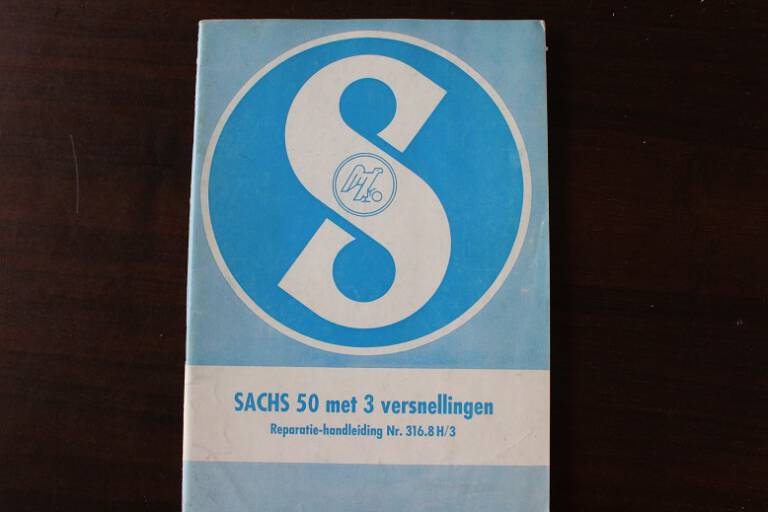 S
SACHS 50 met 3 versnellingen
Reparatie-handleiding Nr. 316.8 H/3